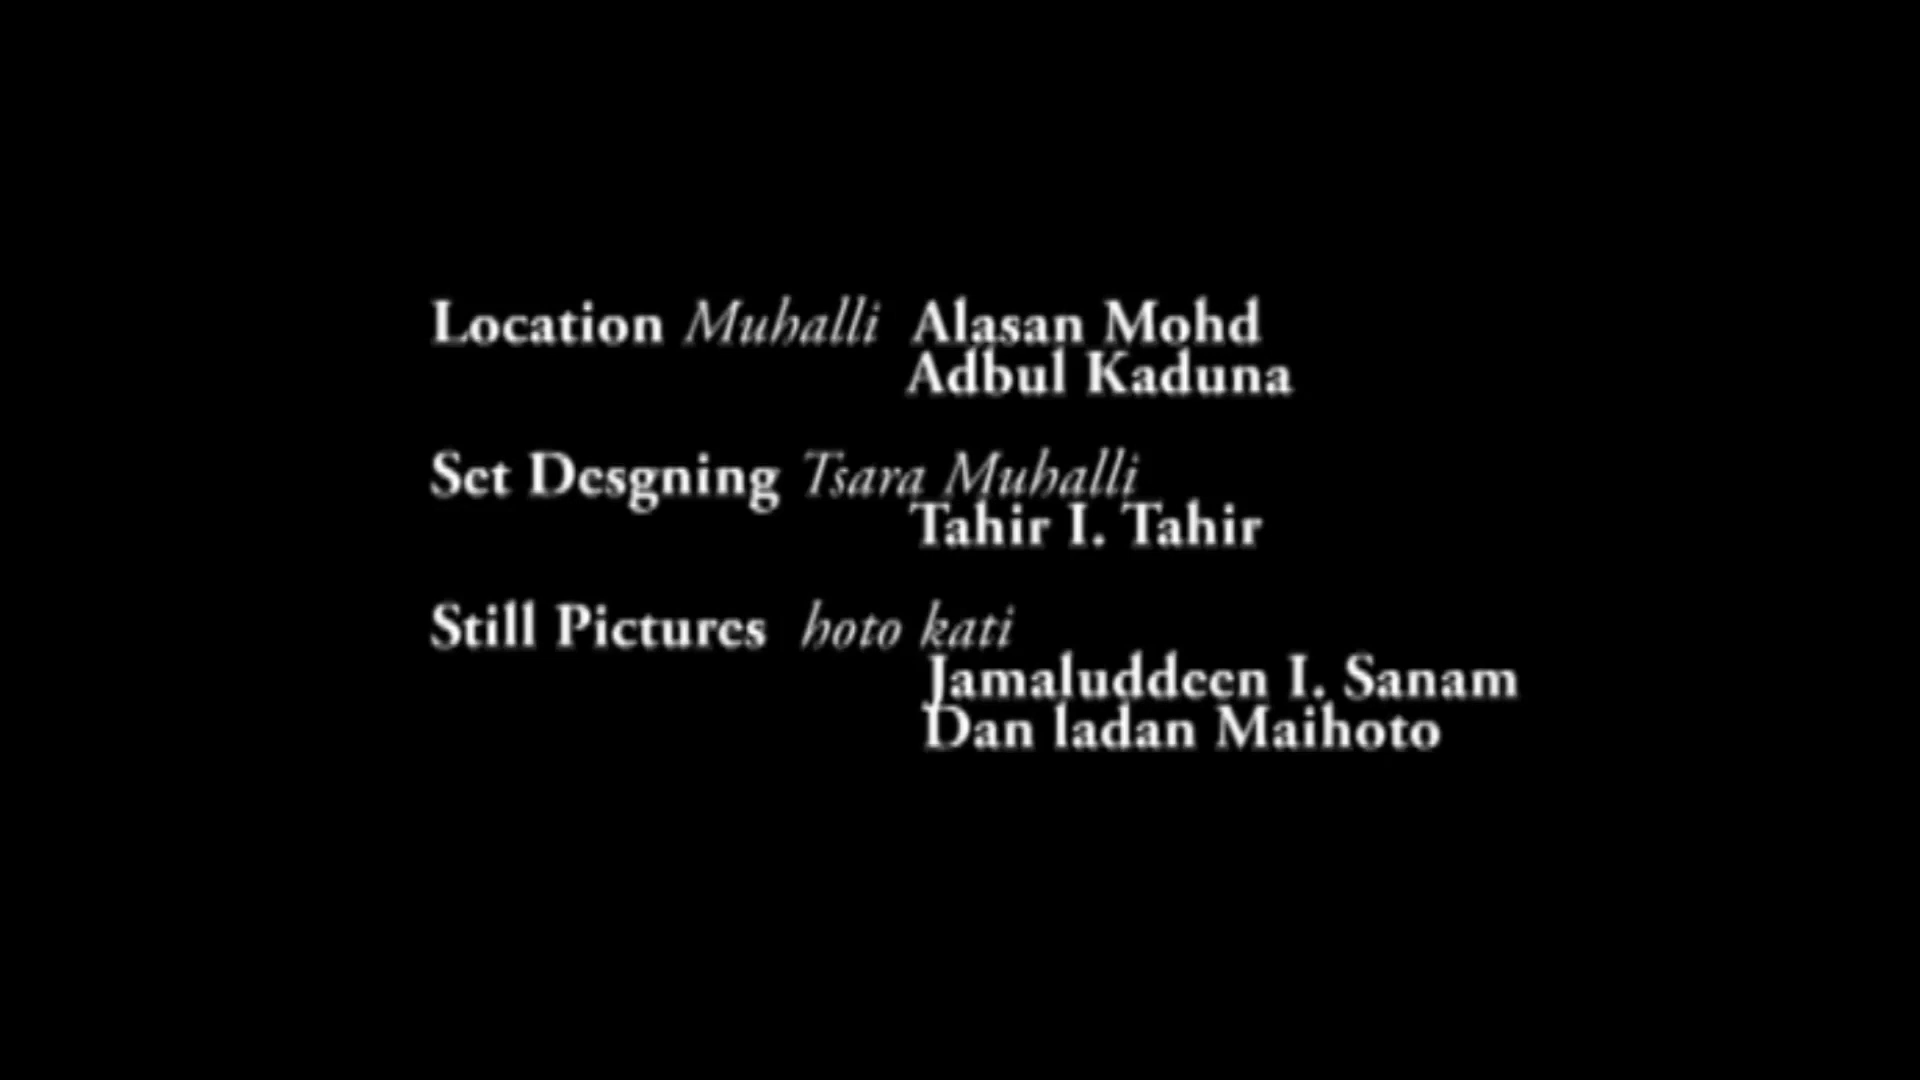 Location Muhalli Alasan Mohd
Adbul Kaduna
Set Desgning Tsara Muhalli
Tahir I. Tahir
Still Pictures hoto kati
Jamaluddeen I. Sanam
Dan ladan Maihoto